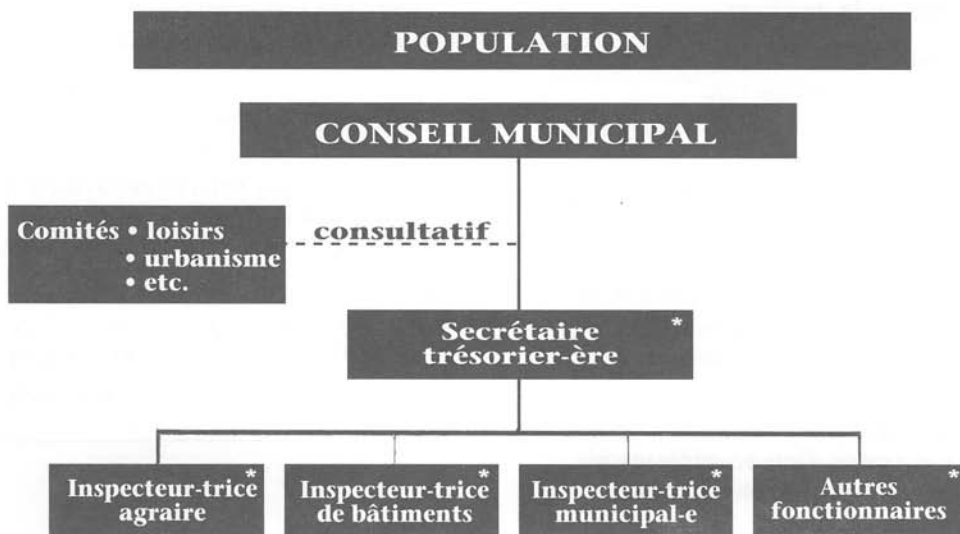 POPULATION
CONSEIL MUNICIPAL
Comités • loisirs
• urbanisme
• etc.
consultatif
Secrétaire *
trésorier-ère
Inspecteur-trice *
agraire
Inspecteur-trice *
de bâtiments
Inspecteur-trice *
municipal-e
Autres *
fonctionnaires